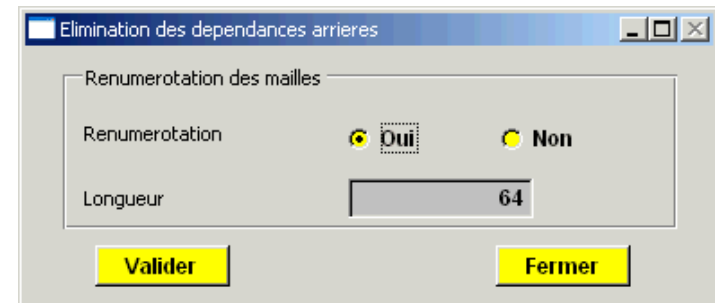 Elimination des dependances arrieres
Renumerotation des mailles
Renumerotation Oui Non
Longueur 64
Valider Fermer